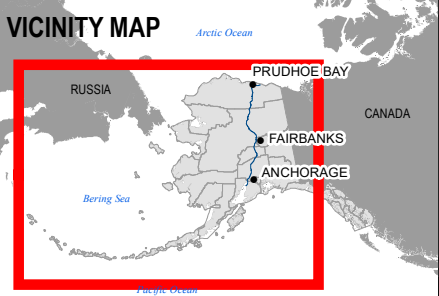 VICINITY MAP
Arctic Ocean
PRUDHOE BAY
RUSSIA
CANADA
FAIRBANKS
ANCHORAGE
Bering Sea
Pacific Ocean